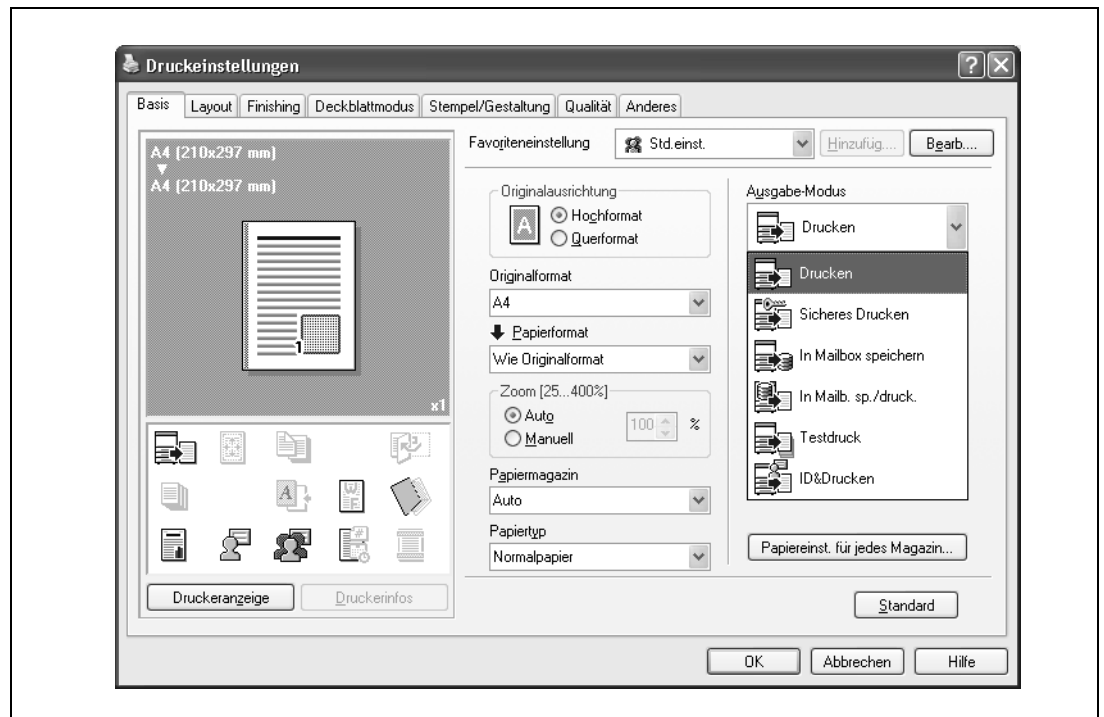 Druckeinstellungen
Basis Layout Finishing Deckblattmodus Stempel/Gestaltung Qualität Anderes
A4 (210x297 mm)
A4 (210x297 mm)
1
x1
Druckeranzeige Druckerinfos
Favoriteneinstellung Std.einst. Hinzufüg.... Bearb....
Originalausrichtung
A
Hochformat
Querformat
Originalformat
A4
Papierformat
Wie Originalformat
Zoom [25...400%]
Auto
Manuell
100 %
Papiermagazin
Auto
Papiertyp
Normalpapier
Ausgabe-Modus
Drucken
Drucken
Sicheres Drucken
In Mailbox speichern
In Mailb. sp./druck.
Testdruck
ID&Drucken
Papiereinst. für jedes Magazin...
Standard
OK Abbrechen Hilfe